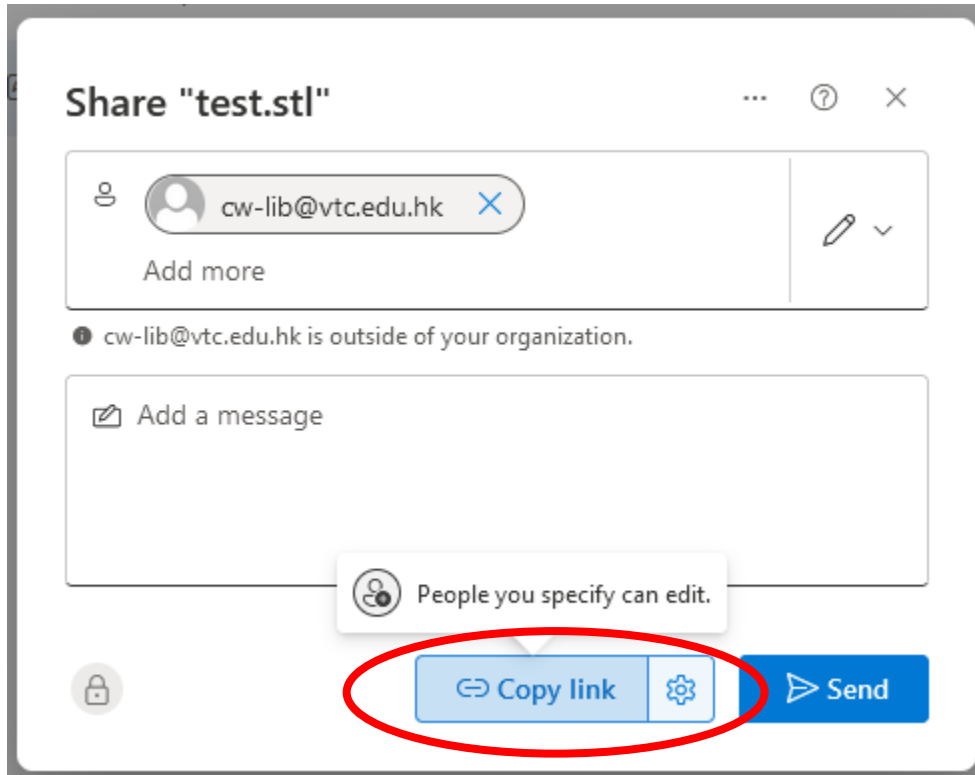 Share "test.stl"
cw-lib@vtc.edu.hk
Add more
cw-lib@vtc.edu.hk is outside of your organization.
Add a message
People you specify can edit.
Copy link
Send